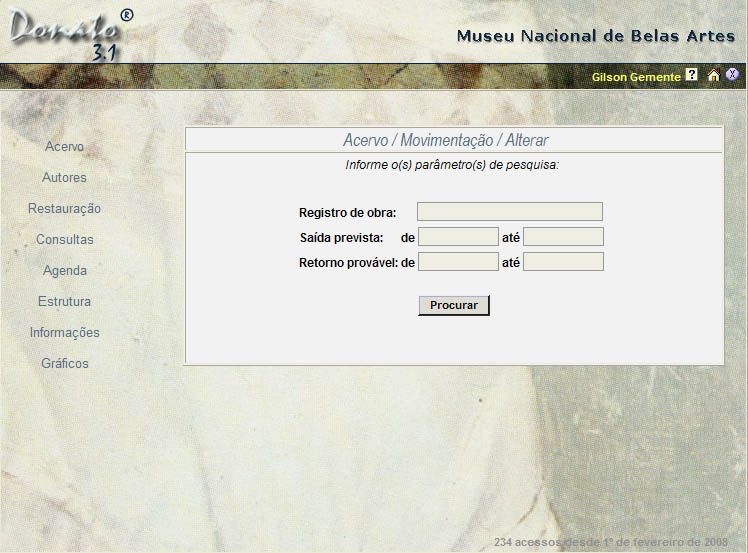 Donato ®
3.1
Museu Nacional de Belas Artes
Gilson Gemente ? X
Acervo
Autores
Restauração
Consultas
Agenda
Estrutura
Informações
Gráficos
Acervo / Movimentação / Alterar
Informe o(s) parâmetro(s) de pesquisa:
Registro de obra:
Saída prevista: de até
Retorno provável: de até
Procurar
234 acessos desde 1º de fevereiro de 2008